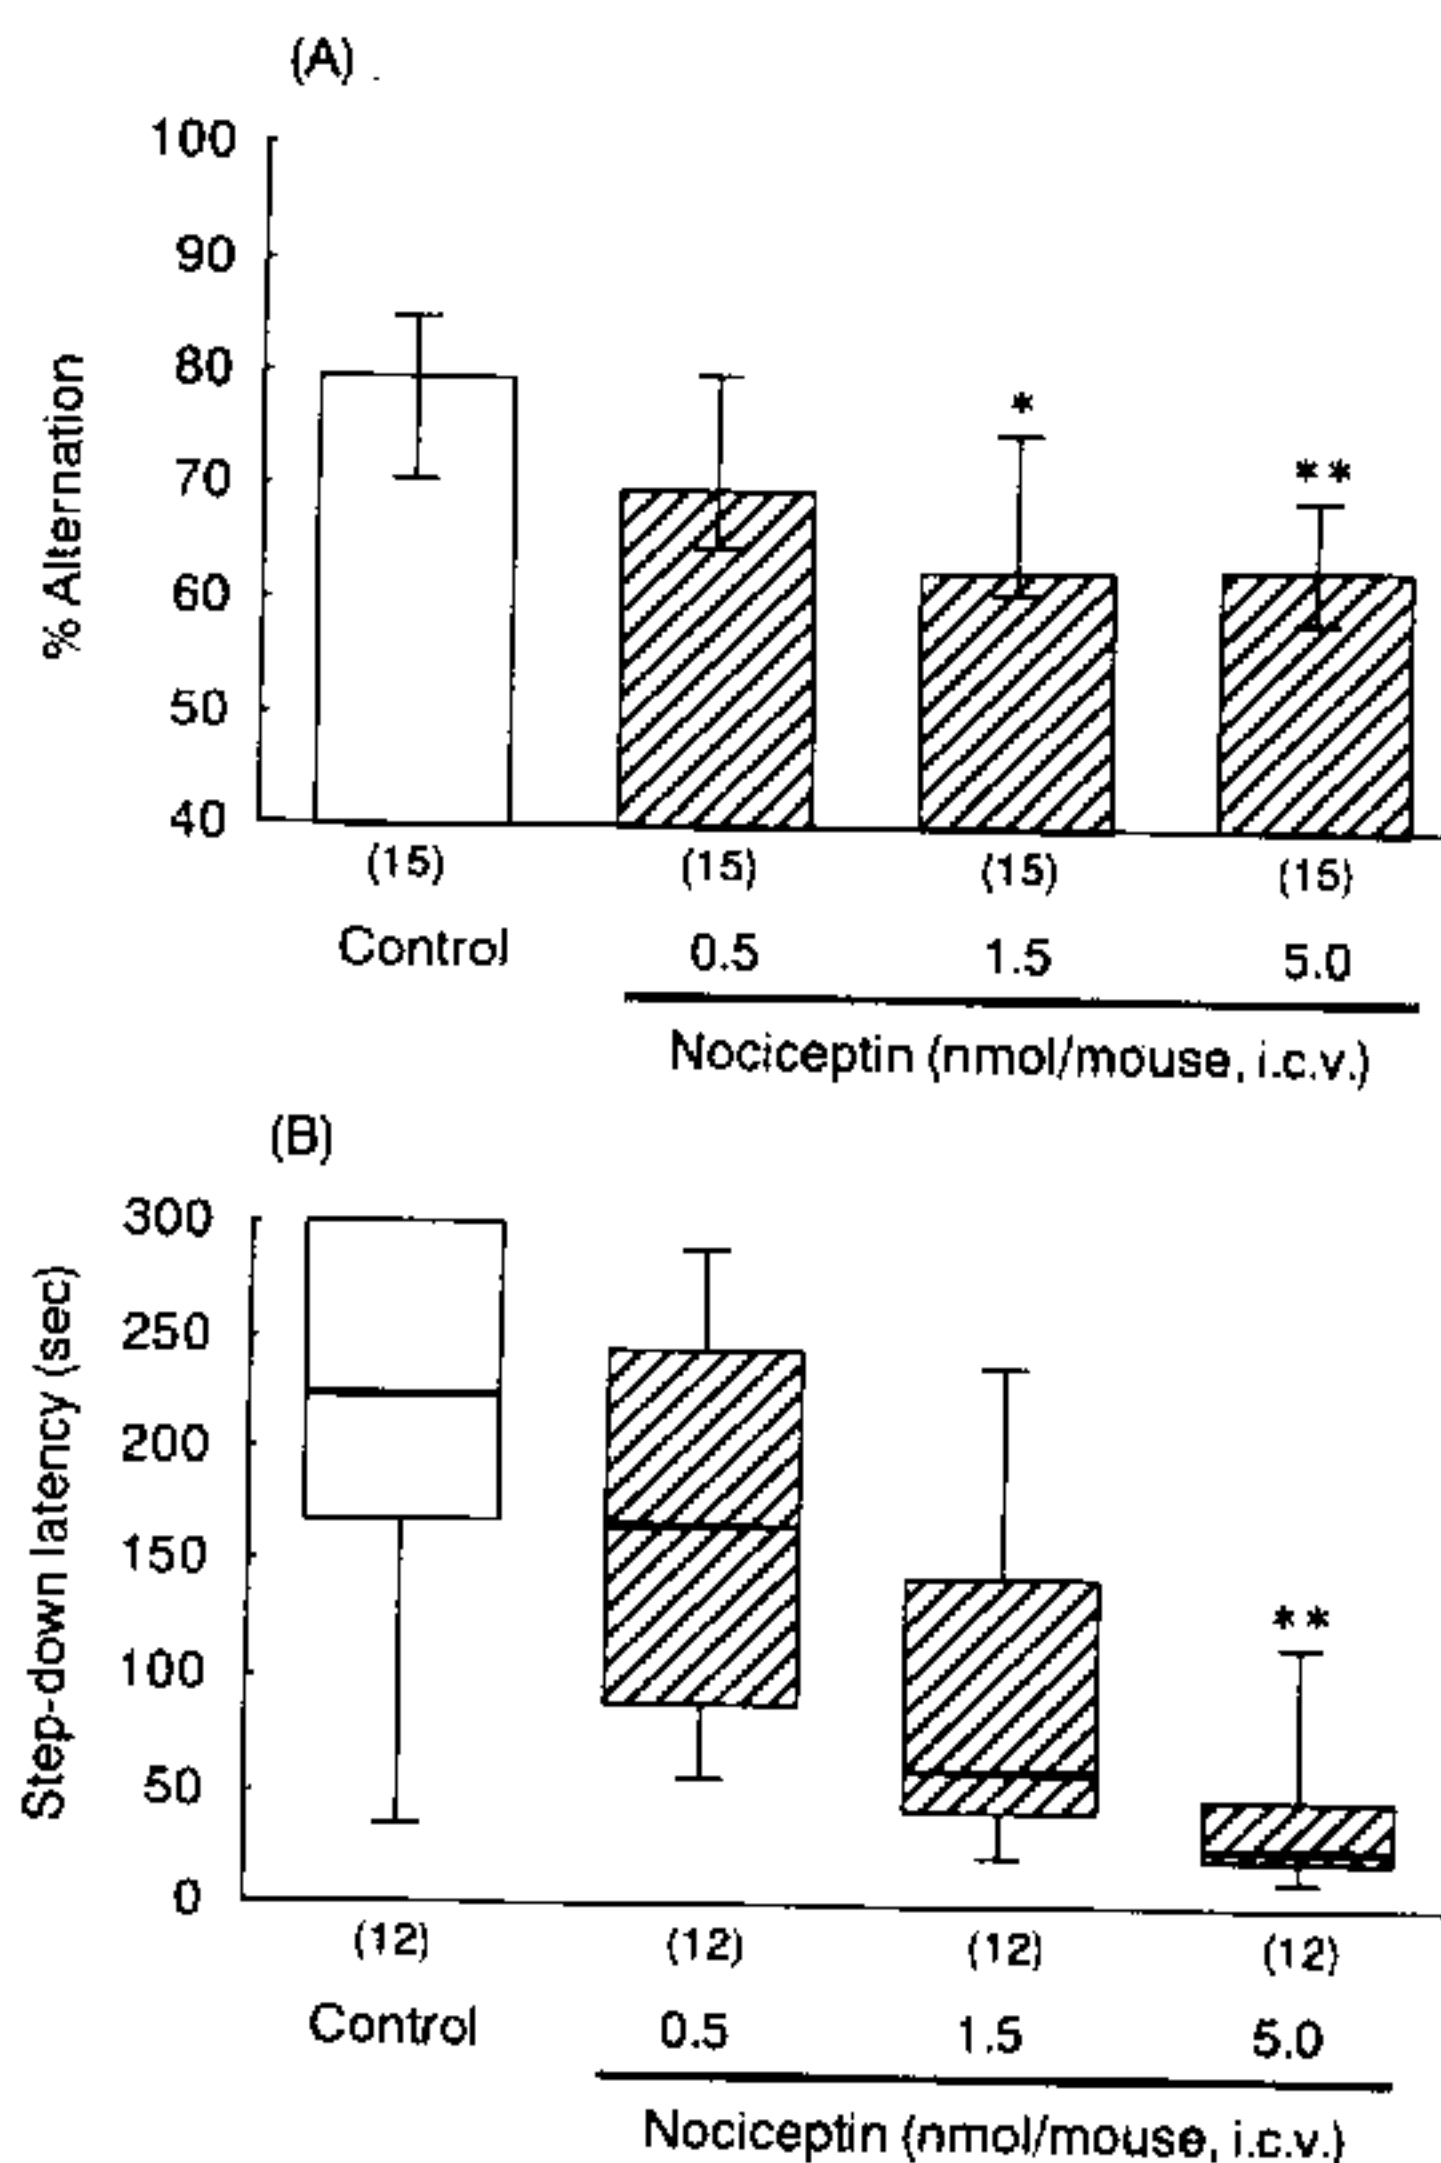 (A)
100
90
80
70
60
50
40
% Alternation
*
**
(15) (15) (15) (15)
Control 0.5 1.5 5.0
Nociceptin (nmol/mouse, i.c.v.)
(B)
300
250
200
150
100
50
0
Step-down latency (sec)
**
(12) (12) (12) (12)
Control 0.5 1.5 5.0
Nociceptin (nmol/mouse, i.c.v.)